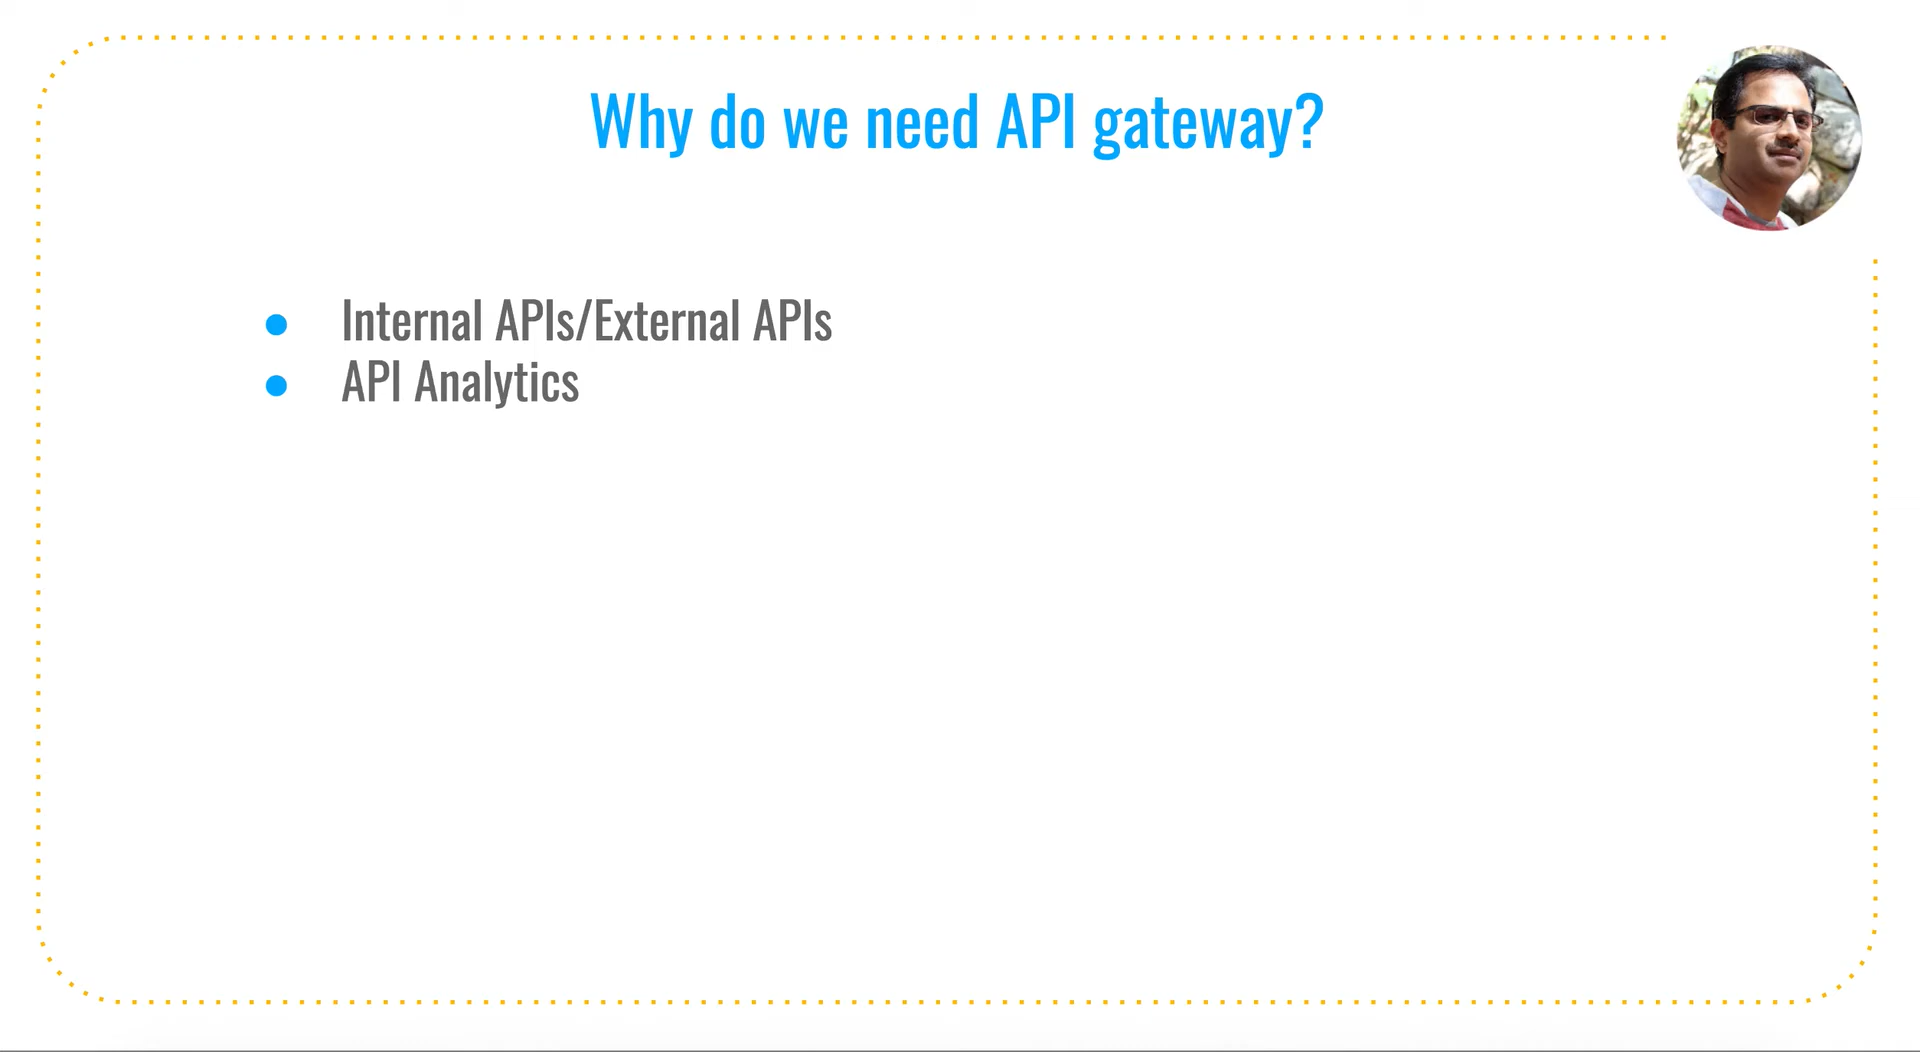 Why do we need API gateway?
● Internal APIs/External APIs
● API Analytics